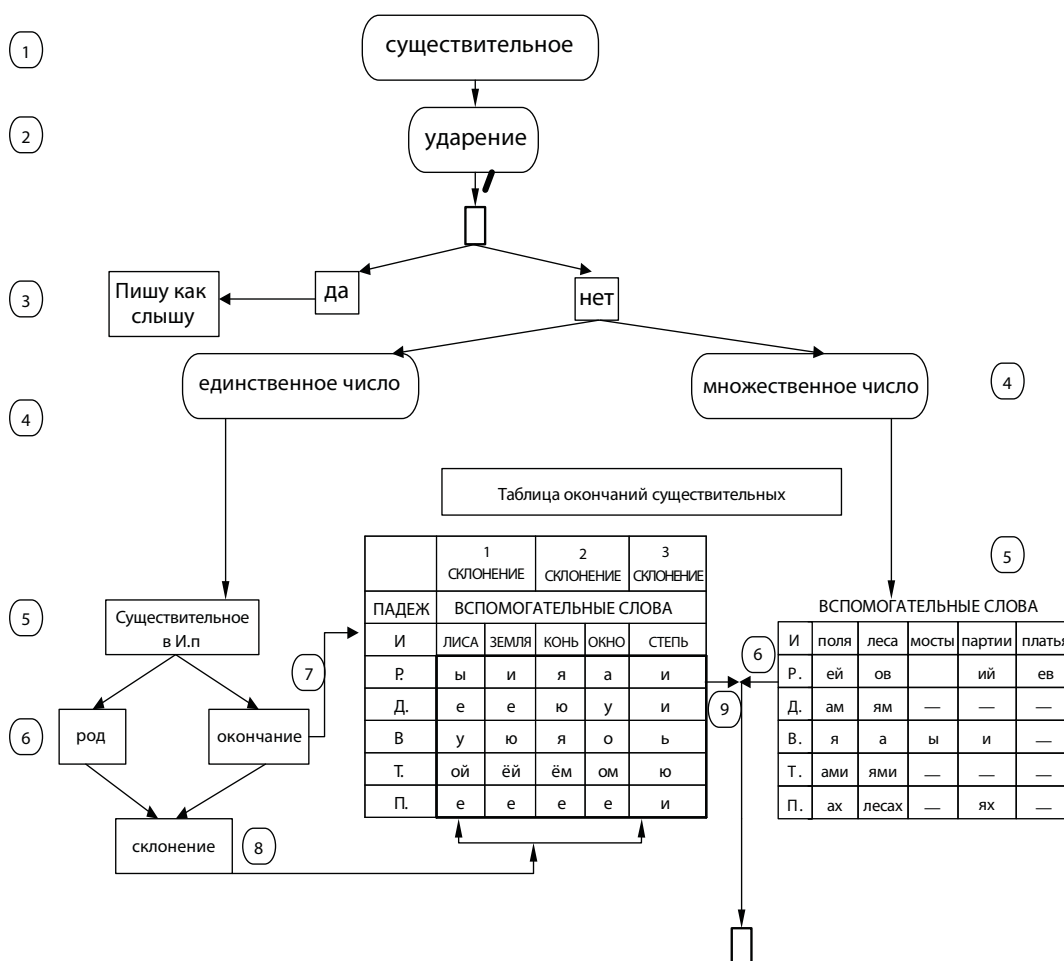 1
существительное
2
ударение
3
Пишу как
слышу
да
нет
единственное число
множественное число
4
4
Таблица окончаний существительных
5
1
СКЛОНЕНИЕ
2
СКЛОНЕНИЕ
3
СКЛОНЕНИЕ
ПАДЕЖ ВСПОМОГАТЕЛЬНЫЕ СЛОВА
И ЛИСА ЗЕМЛЯ КОНЬ ОКНО СТЕПЬ
Р. ы и я а и
Д. е е ю у и
В у ю я о ь
Т. ой ёй ём ом ю
П. е е е е и
5
Существительное
в И.п
7
6
род
окончание
склонение
8
9
6
ВСПОМОГАТЕЛЬНЫЕ СЛОВА
И поля леса мосты партии платья
Р. ей ов ий ев
Д. ам ям — — —
В. я а ы и —
Т. ами ями — — —
П. ах лесах — ях —